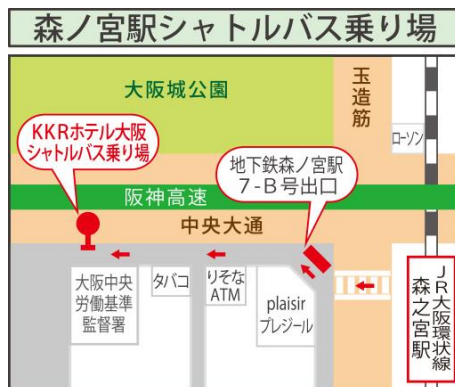 森ノ宮駅シャトルバス乗り場
大阪城公園
玉造筋
KKRホテル大阪
シャトルバス乗り場
ローソン
地下鉄森ノ宮駅
7-B号出口
阪神高速
中央大通
大阪中央
労働基準
監督署
タバコ
りそな
ATM
plaisir
プレジール
JR大阪環状線
森之宮駅